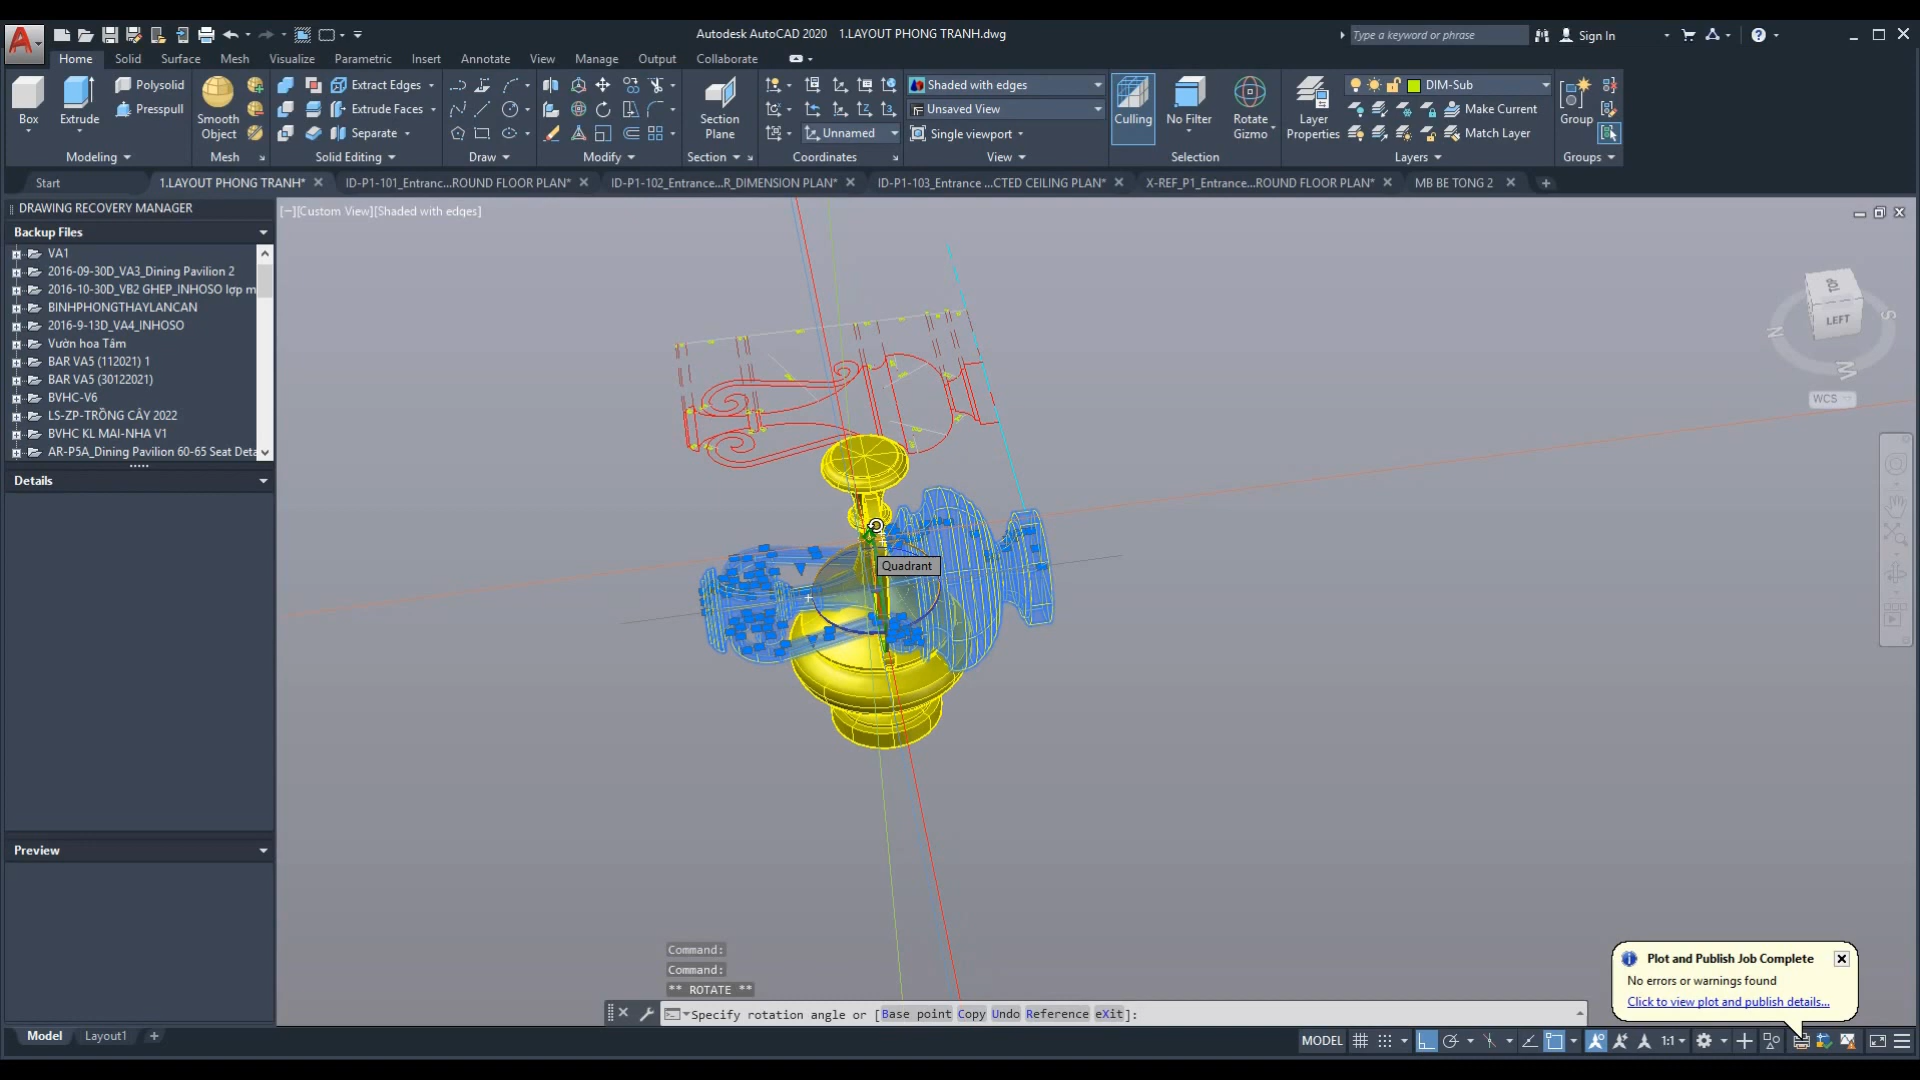 Autodesk AutoCAD 2020 1.LAYOUT PHONG TRANH.dwg
Type a keyword or phrase
Sign In
Home Solid Surface Mesh Visualize Parametric Insert Annotate View Manage Output Collaborate
Box
Extrude
Polysolid
Presspull
Modeling
Smooth
Object
Mesh
Extract Edges
Extrude Faces
Separate
Solid Editing
Draw
Modify
Section
Plane
Section
Unnamed
Coordinates
Shaded with edges
Unsaved View
Single viewport
View
Culling
No Filter
Rotate
Gizmo
Selection
Layer
Properties
DIM-Sub
Make Current
Match Layer
Layers
Group
Groups
Start
1.LAYOUT PHONG TRANH*
ID-P1-101_Entranc...ROUND FLOOR PLAN*
ID-P1-102_Entrance...R_DIMENSION PLAN*
ID-P1-103_Entrance ...CTED CEILING PLAN*
X-REF_P1_Entrance...ROUND FLOOR PLAN*
MB BE TONG 2
DRAWING RECOVERY MANAGER
Backup Files
VA1
2016-09-30D_VA3_Dining Pavilion 2
2016-10-30D_VB2 GHEP_INHOSO lợp m
BINHPHONGTHAYLANCAN
2016-9-13D_VA4_INHOSO
Vườn hoa Tâm
BAR VA5 (112021) 1
BAR VA5 (30122021)
BVHC-V6
LS-ZP-TRỒNG CÂY 2022
BVHC KL MAI-NHA V1
AR-P5A_Dining Pavilion 60-65 Seat Deta
Details
Preview
[−][Custom View][Shaded with edges]
TOP
LEFT
N
S
W
WCS
Quadrant
Command:
Command:
** ROTATE **
Specify rotation angle or [Base point Copy Undo Reference eXit]:
Plot and Publish Job Complete
No errors or warnings found
Click to view plot and publish details...
Model Layout1
MODEL
1:1